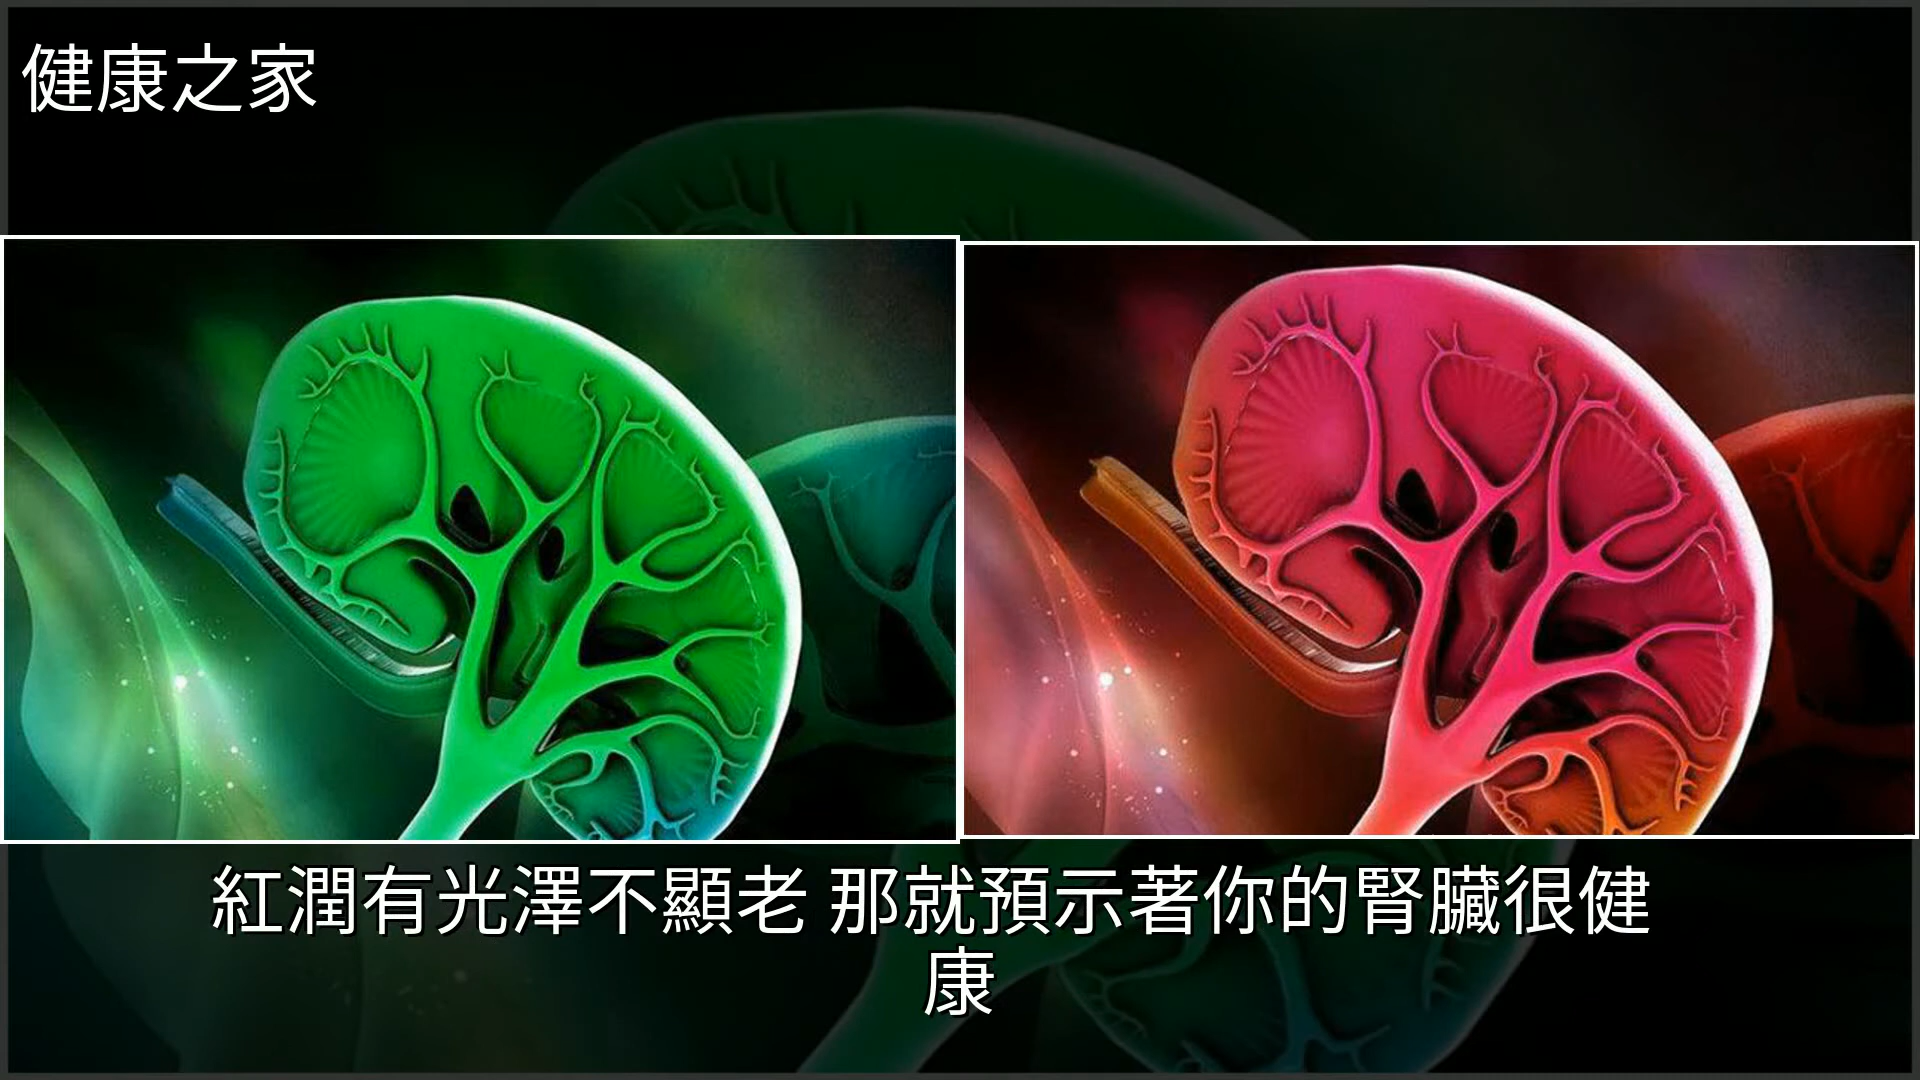 健康之家
紅潤有光澤不顯老 那就預示著你的腎臟很健
康